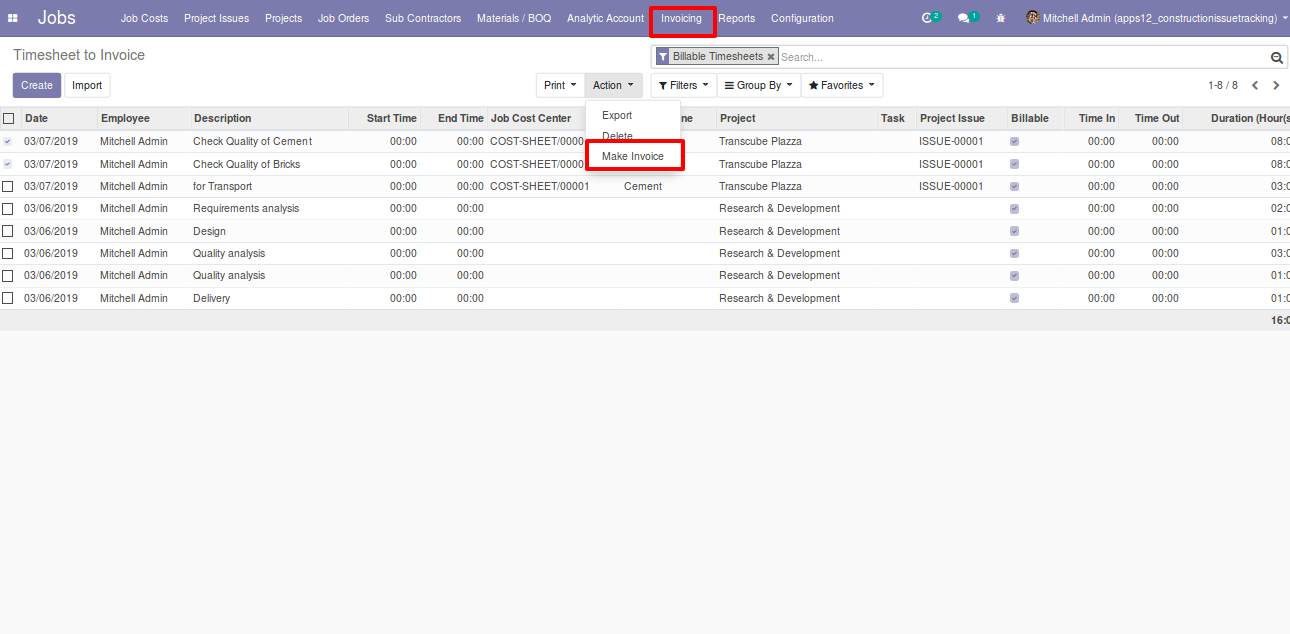 Jobs Job Costs Project Issues Projects Job Orders Sub Contractors Materials / BOQ Analytic Account Invoicing Reports Configuration 2 1 Mitchell Admin (apps12_constructionissuetracking)
Timesheet to Invoice Billable Timesheets × Search...
Create Import Print Action Filters Group By Favorites 1-8 / 8
Export
Delete
Make Invoice
Date Employee Description Start Time End Time Job Cost Center Project Task Project Issue Billable Time In Time Out Duration (Hour(s
03/07/2019 Mitchell Admin Check Quality of Cement 00:00 00:00 COST-SHEET/0000 Transcube Plazza ISSUE-00001 00:00 00:00 08:0
03/07/2019 Mitchell Admin Check Quality of Bricks 00:00 00:00 COST-SHEET/0000 Transcube Plazza ISSUE-00001 00:00 00:00 08:0
03/07/2019 Mitchell Admin for Transport 00:00 00:00 COST-SHEET/00001 Cement Transcube Plazza ISSUE-00001 00:00 00:00 03:0
03/06/2019 Mitchell Admin Requirements analysis 00:00 00:00 Research & Development 00:00 00:00 02:0
03/06/2019 Mitchell Admin Design 00:00 00:00 Research & Development 00:00 00:00 01:0
03/06/2019 Mitchell Admin Quality analysis 00:00 00:00 Research & Development 00:00 00:00 03:0
03/06/2019 Mitchell Admin Quality analysis 00:00 00:00 Research & Development 00:00 00:00 01:0
03/06/2019 Mitchell Admin Delivery 00:00 00:00 Research & Development 00:00 00:00 01:0
16:0